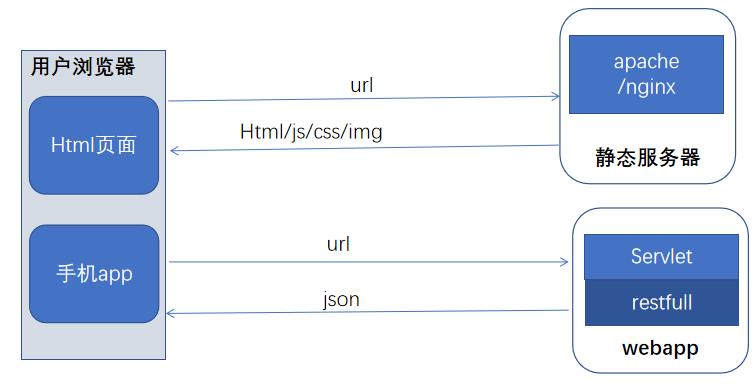 用户浏览器
Html页面
手机app
url
Html/js/css/img
url
json
apache
/nginx
静态服务器
Servlet
restfull
webapp